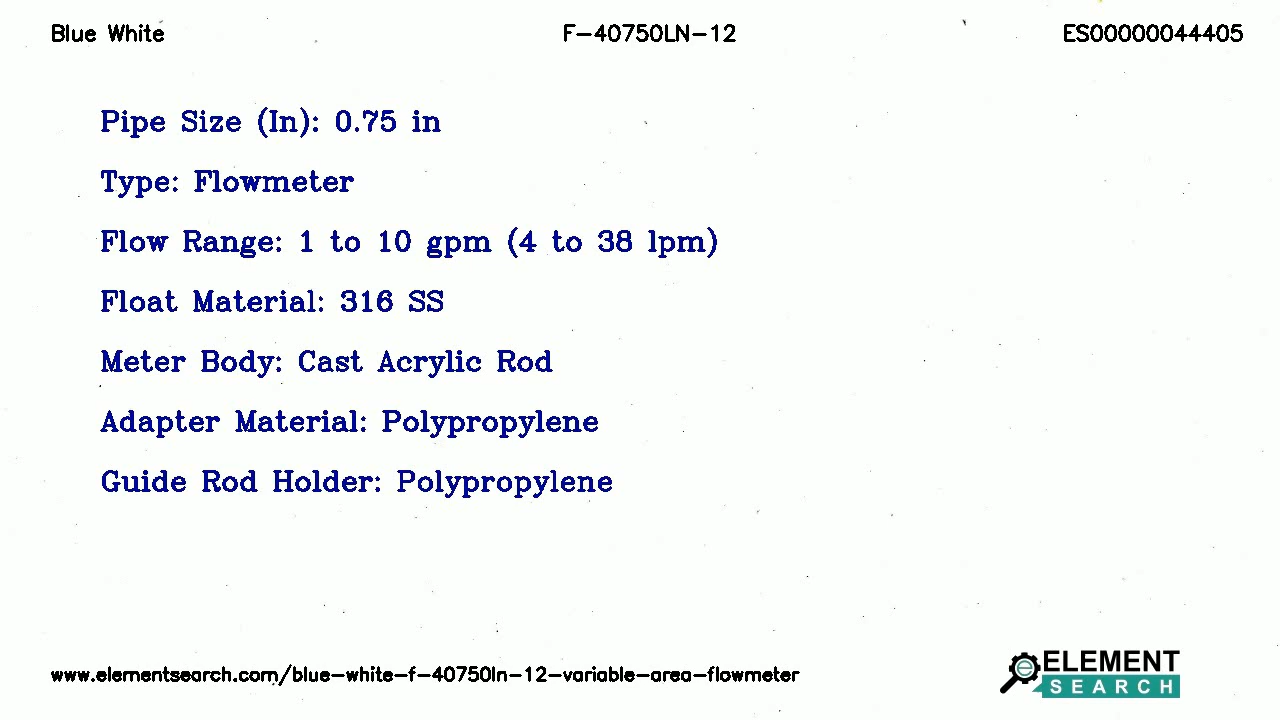 Blue White F-40750LN-12 ES00000044405
Pipe Size (In): 0.75 in
Type: Flowmeter
Flow Range: 1 to 10 gpm (4 to 38 lpm)
Float Material: 316 SS
Meter Body: Cast Acrylic Rod
Adapter Material: Polypropylene
Guide Rod Holder: Polypropylene
www.elementsearch.com/blue-white-f-40750ln-12-variable-area-flowmeter
ELEMENT
SEARCH